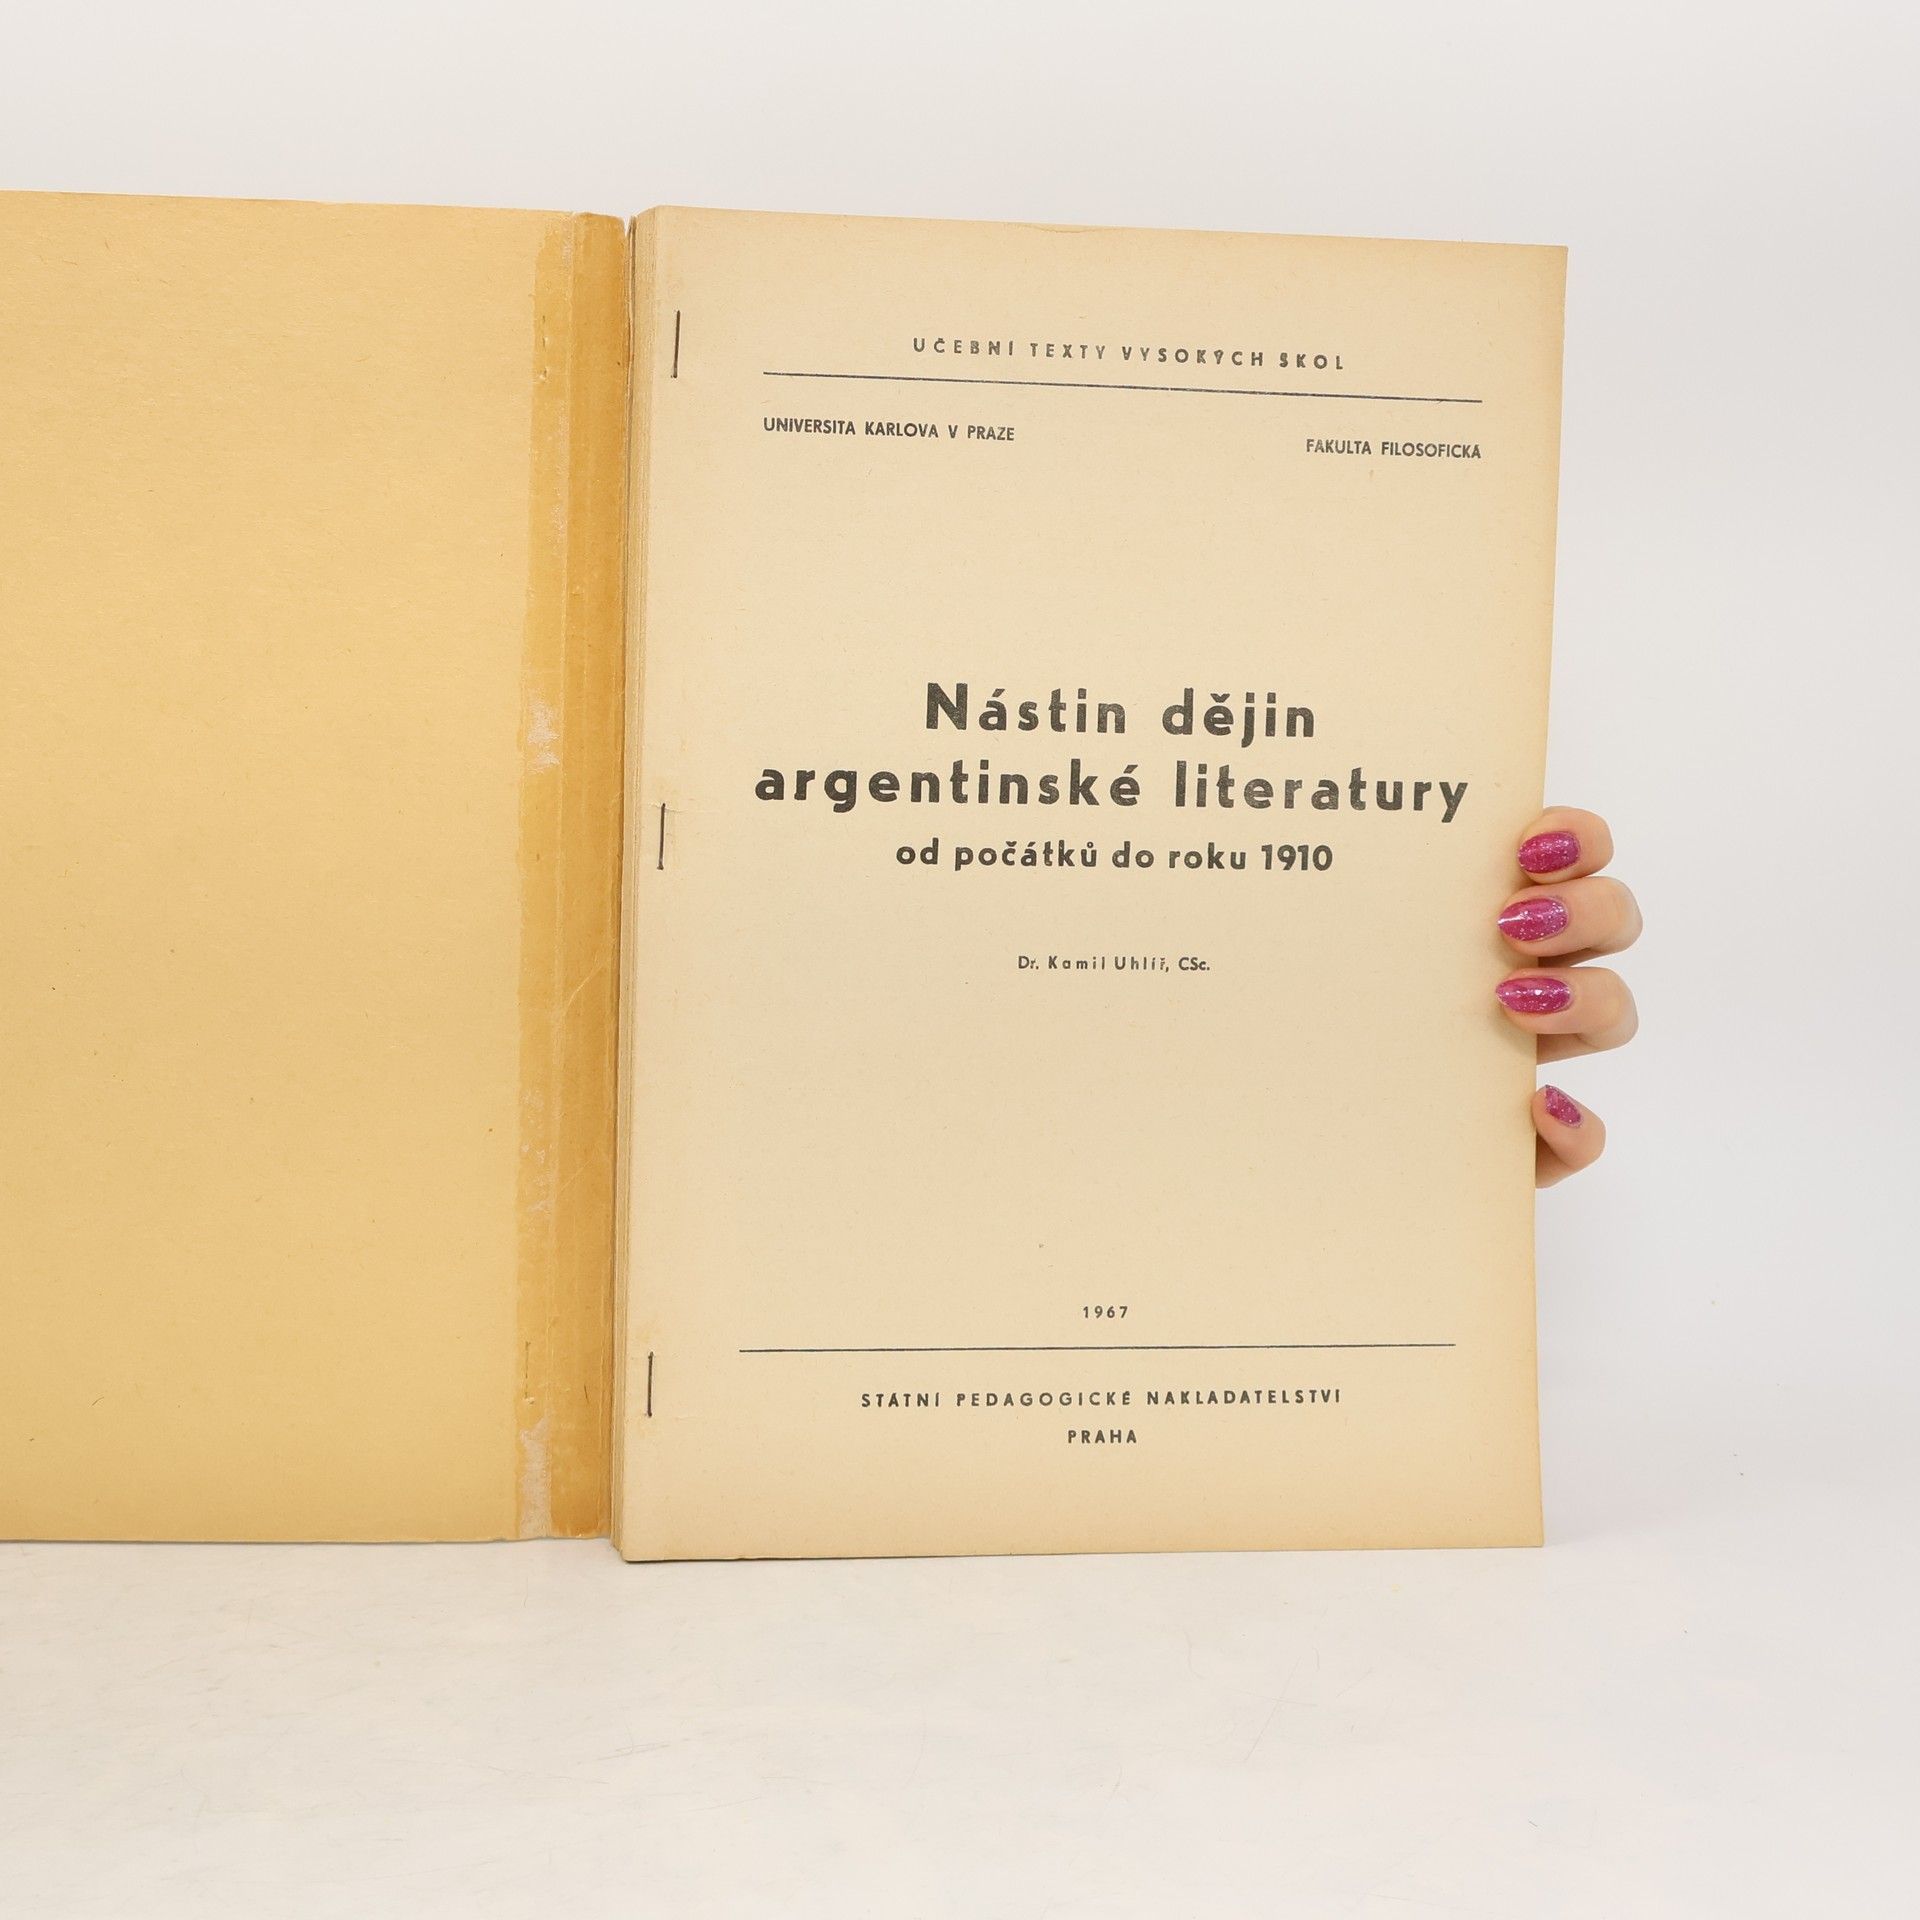 UČEBNÍ TEXTY VYSOKÝCH ŠKOL
UNIVERSITA KARLOVA V PRAZE
FAKULTA FILOSOFICKÁ
Nástin dějin
argentinské literatury
od počátků do roku 1910
Dr. Kamil Uhlíř, CSc.
1967
STÁTNÍ PEDAGOGICKÉ NAKLADATELSTVÍ
PRAHA